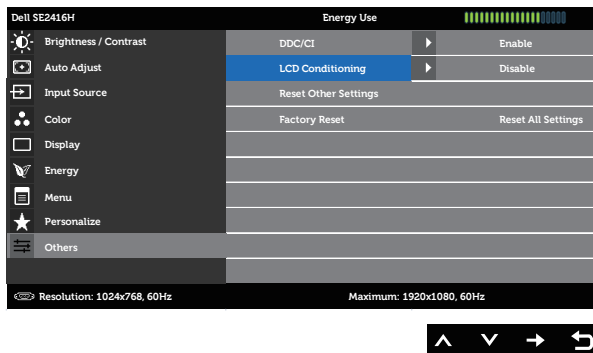 Dell SE2416H Energy Use
Brightness / Contrast DDC/CI Enable
Auto Adjust LCD Conditioning Disable
Input Source Reset Other Settings
Color Factory Reset Reset All Settings
Display
Energy
Menu
Personalize
Others
Resolution: 1024x768, 60Hz Maximum: 1920x1080, 60Hz